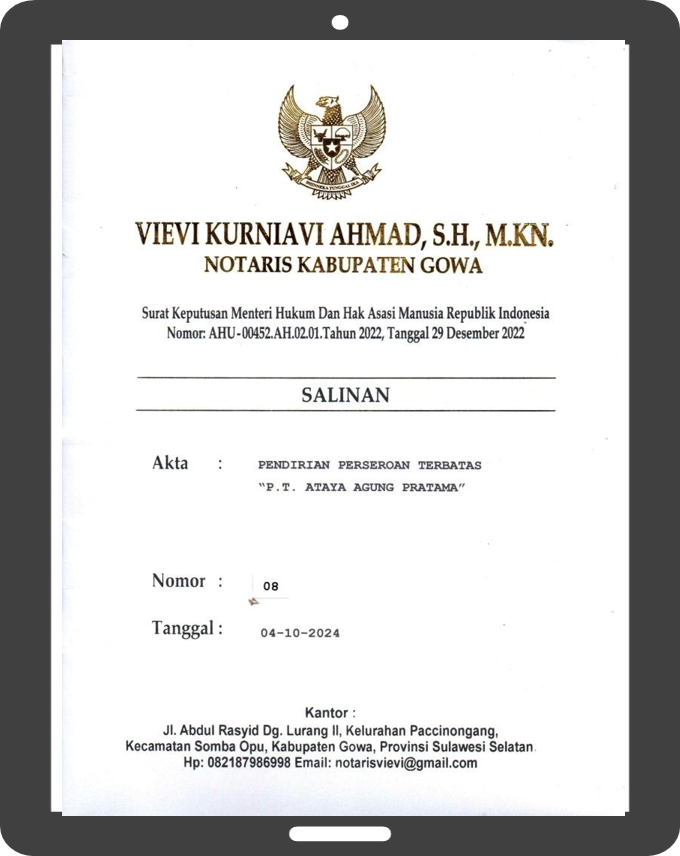 BHINNEKA TUNGGAL IKA
VIEVI KURNIAVI AHMAD, S.H., M.KN.
NOTARIS KABUPATEN GOWA
Surat Keputusan Menteri Hukum Dan Hak Asasi Manusia Republik Indonesia
Nomor: AHU-00452.AH.02.01.Tahun 2022, Tanggal 29 Desember 2022
SALINAN
Akta : PENDIRIAN PERSEROAN TERBATAS
“P.T. ATAYA AGUNG PRATAMA”
Nomor : 08
Tanggal : 04-10-2024
Kantor :
Jl. Abdul Rasyid Dg. Lurang II, Kelurahan Paccinongang,
Kecamatan Somba Opu, Kabupaten Gowa, Provinsi Sulawesi Selatan.
Hp: 082187986998 Email: notarisvievi@gmail.com